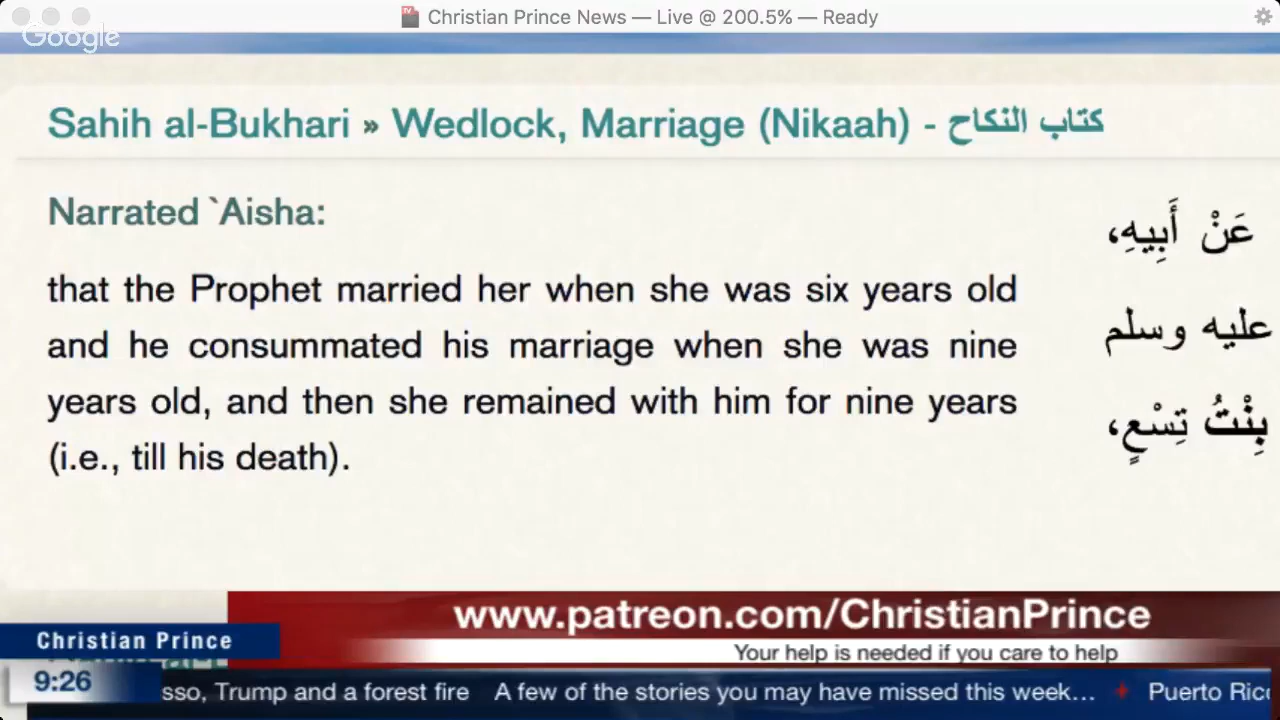 Christian Prince News — Live @ 200.5% — Ready
Google
Sahih al-Bukhari » Wedlock, Marriage (Nikaah) - كتاب النكاح
Narrated `Aisha:
that the Prophet married her when she was six years old
and he consummated his marriage when she was nine
years old, and then she remained with him for nine years
(i.e., till his death).
عَنْ أَبِيهِ،
عليه وسلم
بِنْتُ تِسْعٍ،
www.patreon.com/ChristianPrince
Christian Prince
Your help is needed if you care to help
9:26
sso, Trump and a forest fire A few of the stories you may have missed this week... Puerto Ric